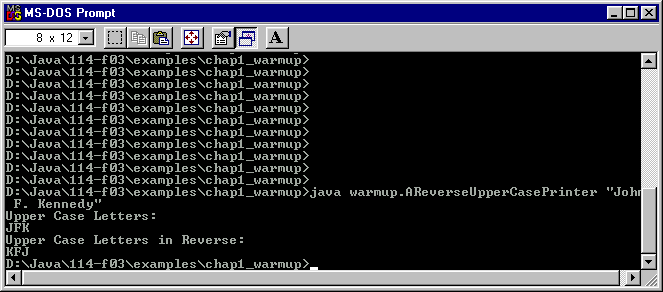 MS-DOS Prompt
8 x 12
A
D:\Java\114-f03\examples\chap1_warmup>
D:\Java\114-f03\examples\chap1_warmup>
D:\Java\114-f03\examples\chap1_warmup>
D:\Java\114-f03\examples\chap1_warmup>
D:\Java\114-f03\examples\chap1_warmup>
D:\Java\114-f03\examples\chap1_warmup>
D:\Java\114-f03\examples\chap1_warmup>
D:\Java\114-f03\examples\chap1_warmup>
D:\Java\114-f03\examples\chap1_warmup>
D:\Java\114-f03\examples\chap1_warmup>
D:\Java\114-f03\examples\chap1_warmup>
D:\Java\114-f03\examples\chap1_warmup>java warmup.AReverseUpperCasePrinter "John
F. Kennedy"
Upper Case Letters:
JFK
Upper Case Letters in Reverse:
KFJ
D:\Java\114-f03\examples\chap1_warmup>_